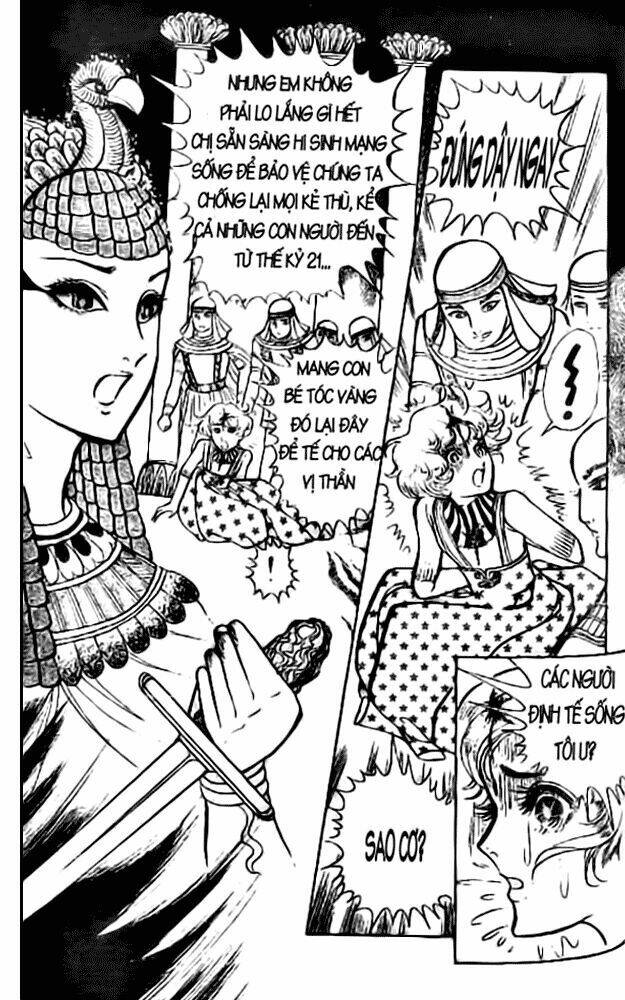 NHƯNG EM KHÔNG
PHẢI LO LẮNG GÌ HẾT
CHỊ SẴN SÀNG HI SINH MẠNG
SỐNG ĐỂ BẢO VỆ CHÚNG TA
CHỐNG LẠI MỌI KẺ THÙ, KỂ
CẢ NHỮNG CON NGƯỜI ĐẾN
TỪ THẾ KỶ 21...
MANG CON
BÉ TÓC VÀNG
ĐÓ LẠI ĐÂY
ĐỂ TẾ CHO CÁC
VỊ THẦN
!
ĐỨNG DẬY NGAY
SAO CƠ?
CÁC NGƯỜI
ĐỊNH TẾ SỐNG
TÔI Ư?